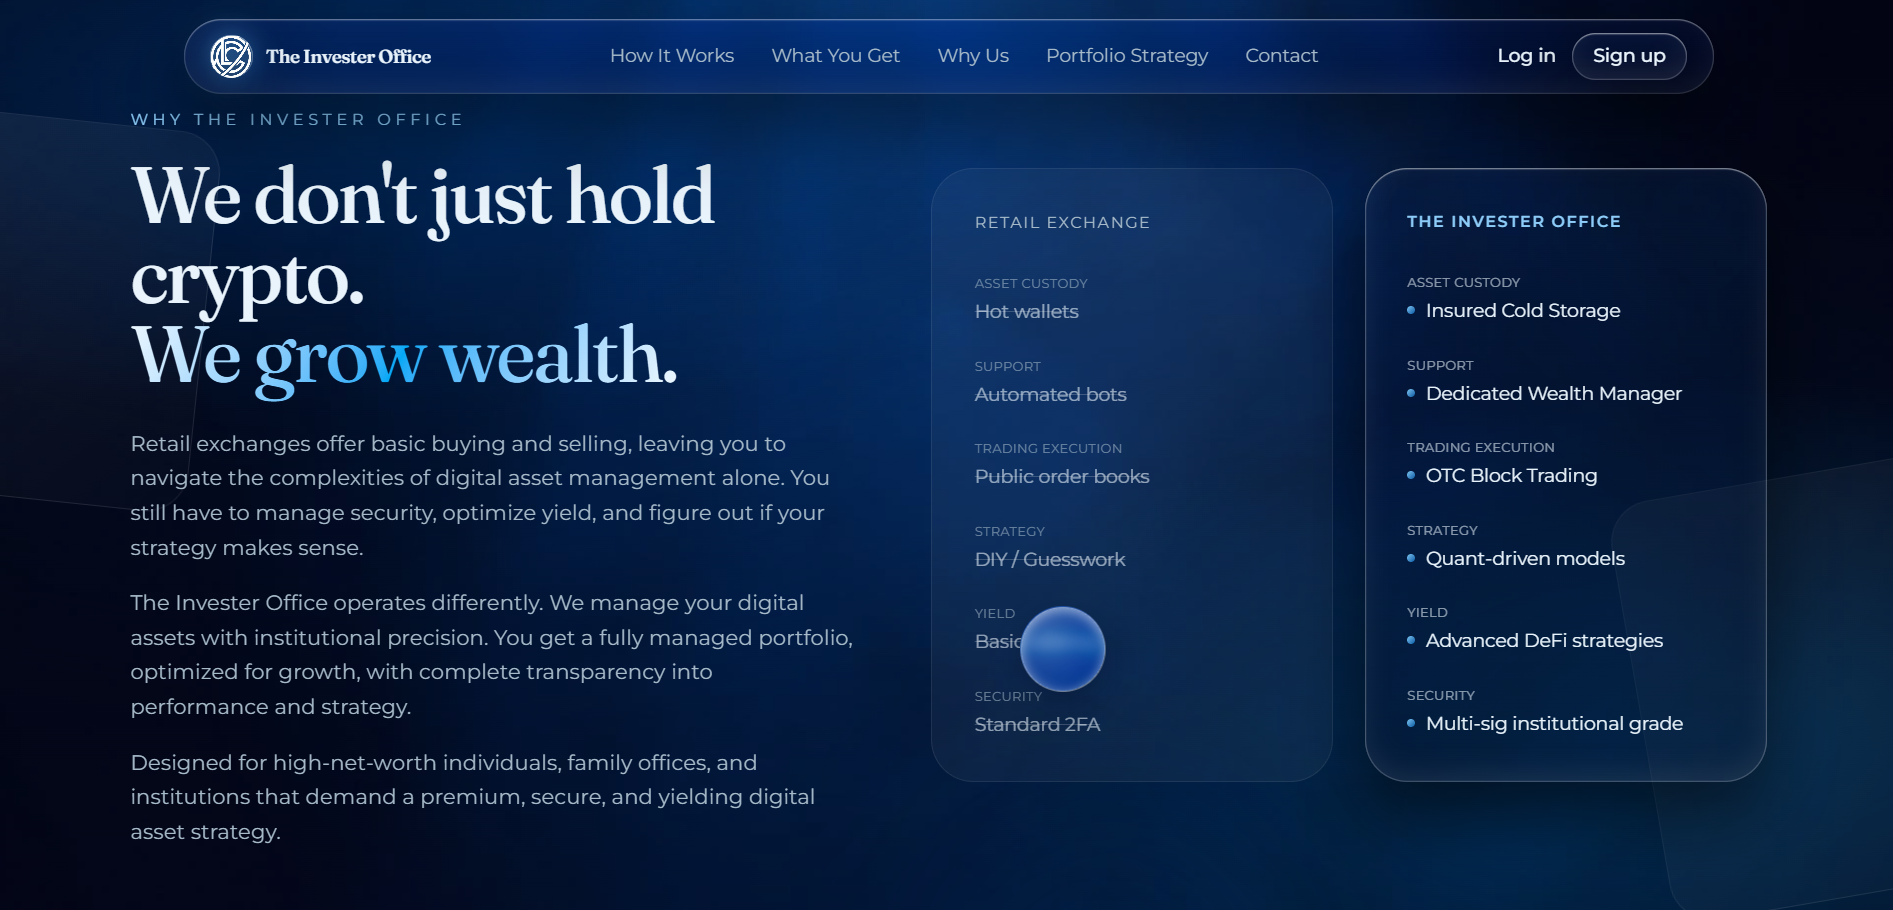 The Invester Office
How It Works
What You Get
Why Us
Portfolio Strategy
Contact
Log in
Sign up
WHY THE INVESTER OFFICE
We don't just hold
crypto.
We grow wealth.
Retail exchanges offer basic buying and selling, leaving you to
navigate the complexities of digital asset management alone. You
still have to manage security, optimize yield, and figure out if your
strategy makes sense.
The Invester Office operates differently. We manage your digital
assets with institutional precision. You get a fully managed portfolio,
optimized for growth, with complete transparency into
performance and strategy.
Designed for high-net-worth individuals, family offices, and
institutions that demand a premium, secure, and yielding digital
asset strategy.
RETAIL EXCHANGE
ASSET CUSTODY
Hot wallets
SUPPORT
Automated bots
TRADING EXECUTION
Public order books
STRATEGY
DIY / Guesswork
YIELD
Basic
SECURITY
Standard 2FA
THE INVESTER OFFICE
ASSET CUSTODY
Insured Cold Storage
SUPPORT
Dedicated Wealth Manager
TRADING EXECUTION
OTC Block Trading
STRATEGY
Quant-driven models
YIELD
Advanced DeFi strategies
SECURITY
Multi-sig institutional grade